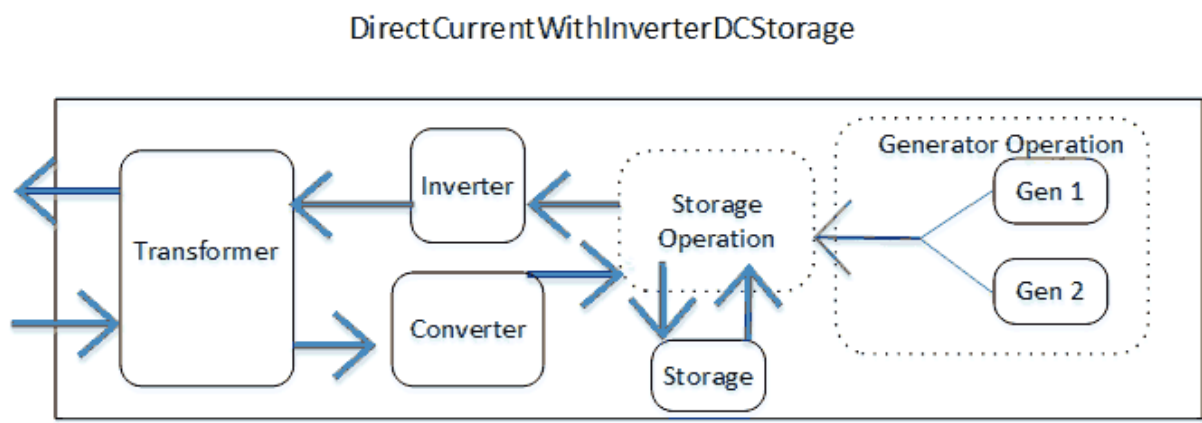 DirectCurrentWithInverterDCStorage
Generator Operation
Inverter
Gen 1
Storage
Operation
Transformer
Gen 2
Converter
Storage